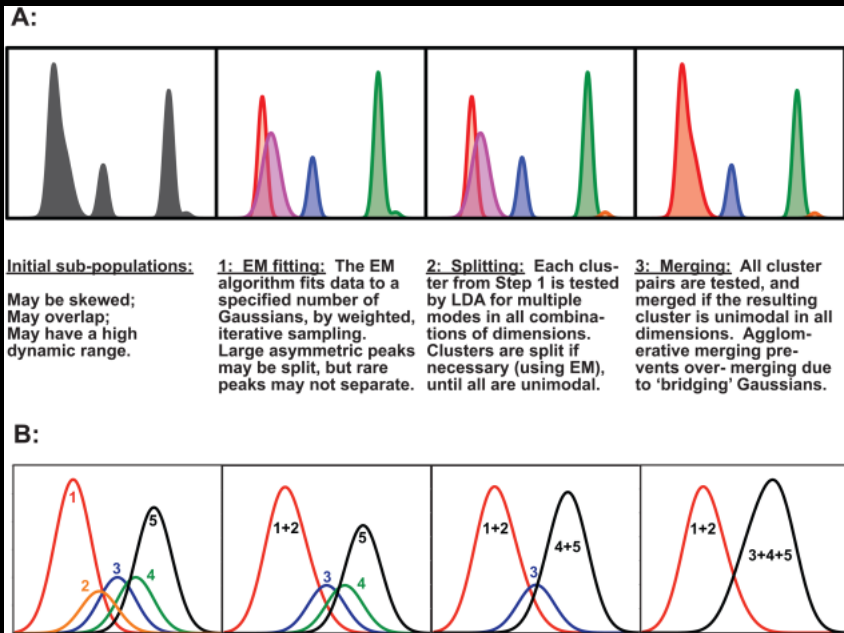 A:
Initial sub-populations:
May be skewed;
May overlap;
May have a high
dynamic range.
1: EM fitting: The EM
algorithm fits data to a
specified number of
Gaussians, by weighted,
iterative sampling.
Large asymmetric peaks
may be split, but rare
peaks may not separate.
2: Splitting: Each clus-
ter from Step 1 is tested
by LDA for multiple
modes in all combina-
tions of dimensions.
Clusters are split if
necessary (using EM),
until all are unimodal.
3: Merging: All cluster
pairs are tested, and
merged if the resulting
cluster is unimodal in all
dimensions. Agglom-
erative merging pre-
vents over- merging due
to ‘bridging’ Gaussians.
B:
1
2
3
4
5
1+2
3
4
5
1+2
3
4+5
1+2
3+4+5